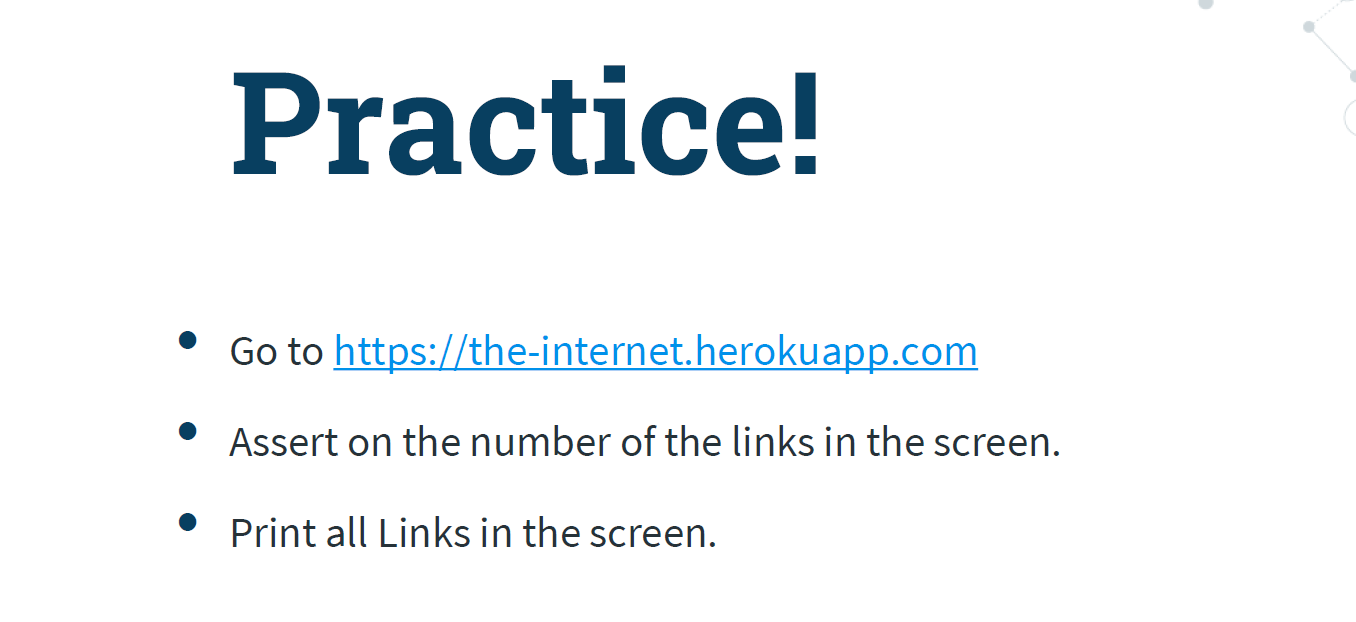 Practice!
• Go to https://the-internet.herokuapp.com
• Assert on the number of the links in the screen.
• Print all Links in the screen.